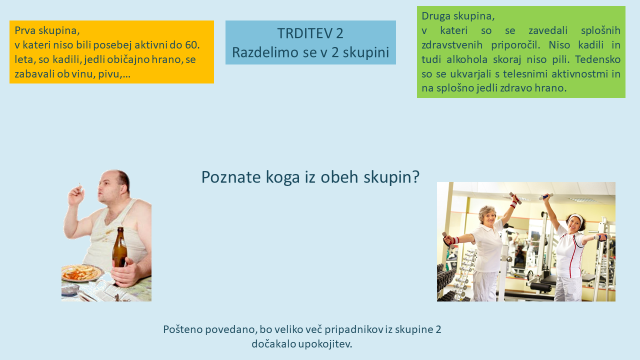 Prva skupina,
v kateri niso bili posebej aktivni do 60.
leta, so kadili, jedli običajno hrano, se
zabavali ob vinu, pivu,...
TRDITEV 2
Razdelimo se v 2 skupini
Druga skupina,
v kateri so se zavedali splošnih
zdravstvenih priporočil. Niso kadili in
tudi alkohola skoraj niso pili. Tedensko
so se ukvarjali s telesnimi aktivnostmi in
na splošno jedli zdravo hrano.
Poznate koga iz obeh skupin?
Pošteno povedano, bo veliko več pripadnikov iz skupine 2
dočakalo upokojitev.